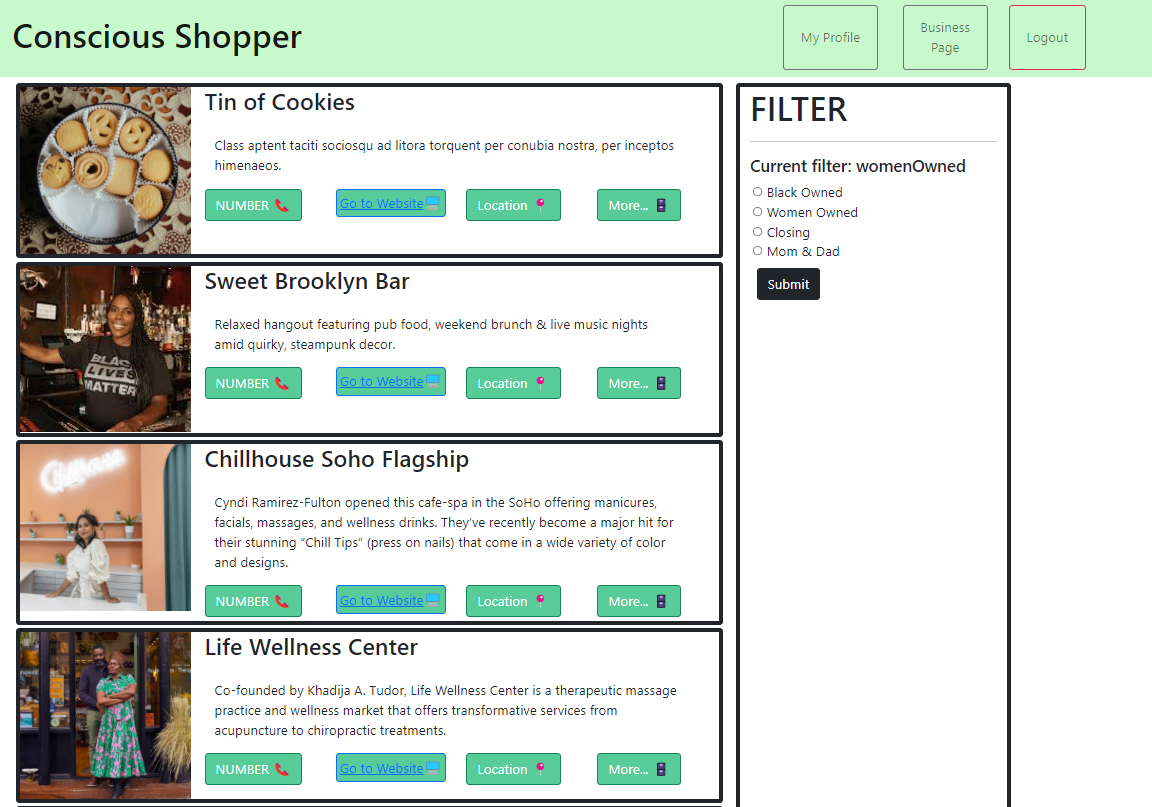 Conscious Shopper
My Profile
Business
Page
Logout
Tin of Cookies
Class aptent taciti sociosqu ad litora torquent per conubia nostra, per inceptos
himenaeos.
NUMBER 📞
Go to Website🖥️
Location 📍
More... 🖁
Sweet Brooklyn Bar
Relaxed hangout featuring pub food, weekend brunch & live music nights
amid quirky, steampunk decor.
BLAC
LIVES
MATTER
NUMBER 📞
Go to Website🖥️
Location 📍
More... 🖁
Chillhouse Soho Flagship
Cyndi Ramirez-Fulton opened this cafe-spa in the SoHo offering manicures,
facials, massages, and wellness drinks. They've recently become a major hit for
their stunning “Chill Tips” (press on nails) that come in a wide variety of color
and designs.
NUMBER 📞
Go to Website🖥️
Location 📍
More... 🖁
Life Wellness Center
Co-founded by Khadija A. Tudor, Life Wellness Center is a therapeutic massage
practice and wellness market that offers transformative services from
acupuncture to chiropractic treatments.
NUMBER 📞
Go to Website🖥️
Location 📍
More... 🖁
FILTER
Current filter: womenOwned
Black Owned
Women Owned
Closing
Mom & Dad
Submit